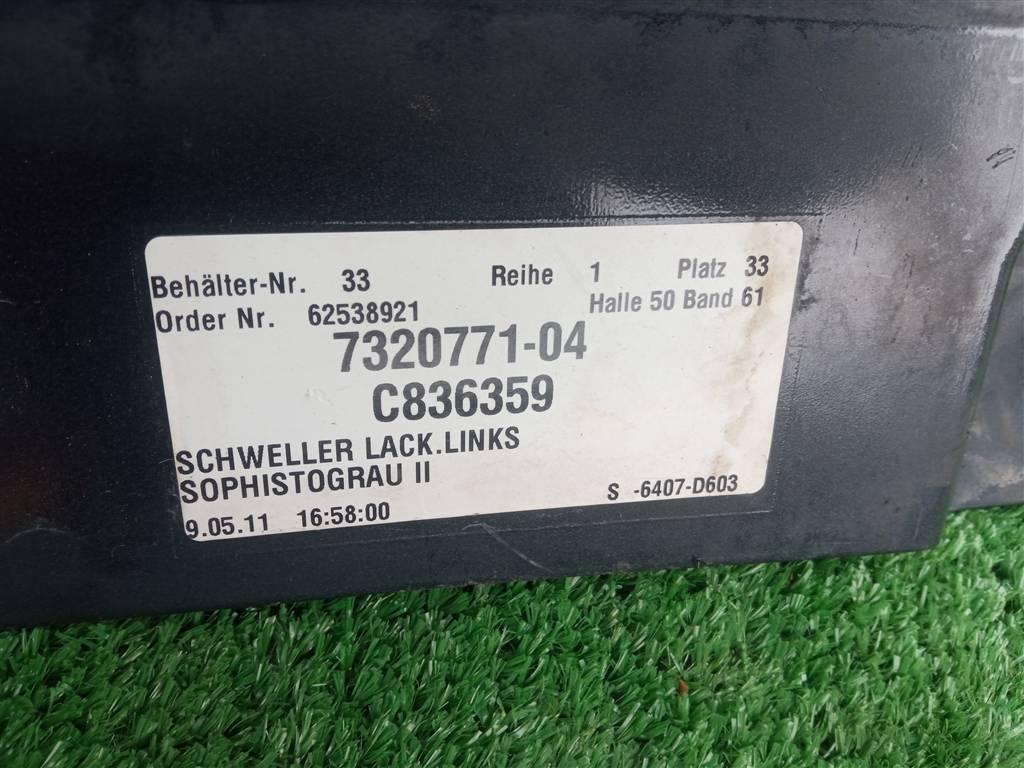 Behälter-Nr. 33 Reihe 1 Platz 33
Order Nr. 62538921 Halle 50 Band 61
7320771-04
C836359
SCHWELLER LACK.LINKS
SOPHISTOGRAU II
9.05.11 16:58:00 S -6407-D603